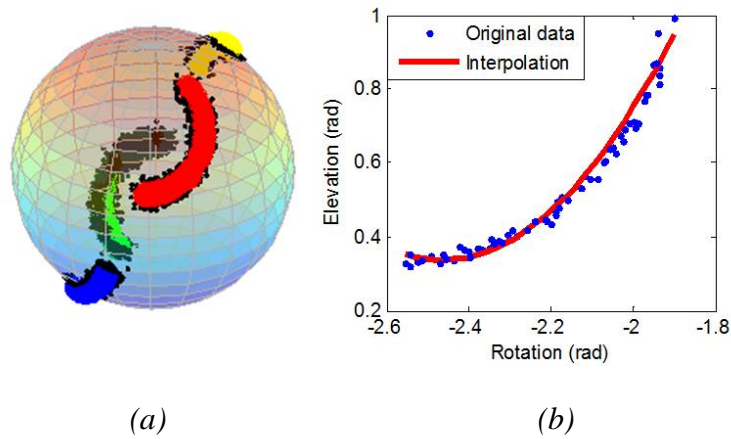 1
Original data
Interpolation
0.8
0.6
0.4
0.2
Elevation (rad)
-2.6 -2.4 -2.2 -2 -1.8
Rotation (rad)
(a) (b)